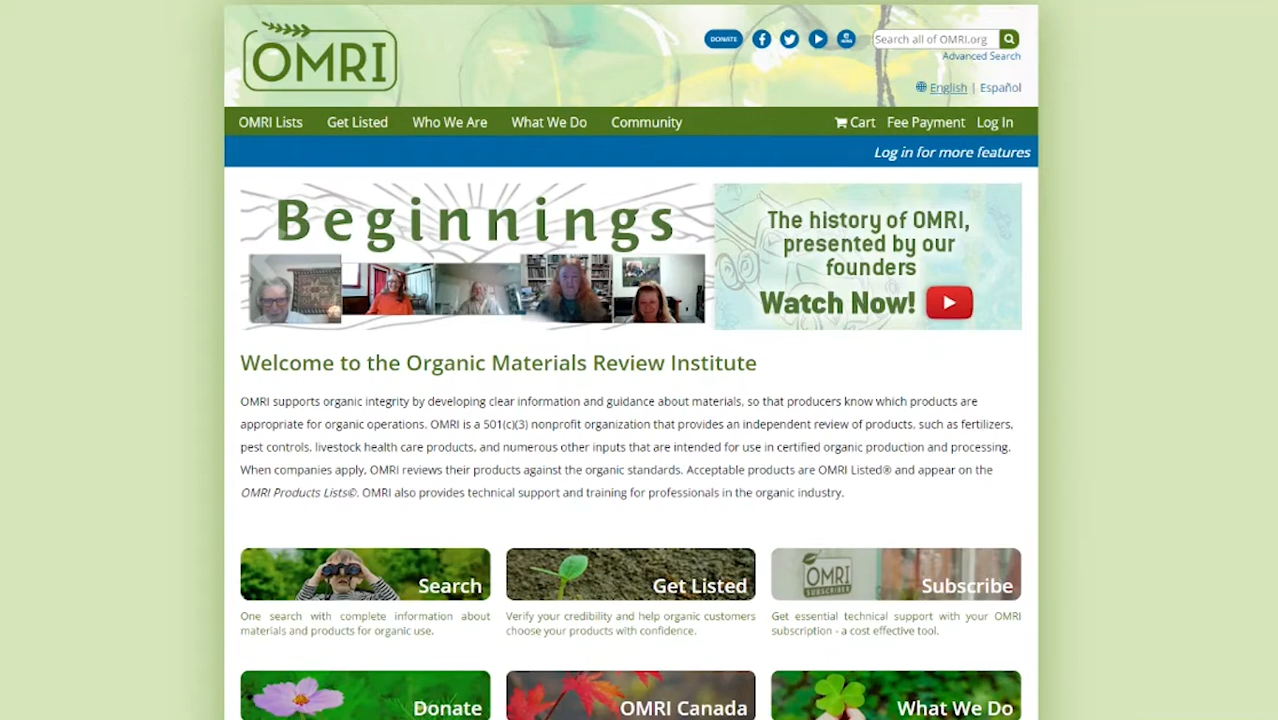 OMRI
DONATE
Search all of OMRI.org
Advanced Search
English | Español
OMRI Lists Get Listed Who We Are What We Do Community Cart Fee Payment Log In
Log in for more features
Beginnings
The history of OMRI,
presented by our
founders
Watch Now!
Welcome to the Organic Materials Review Institute
OMRI supports organic integrity by developing clear information and guidance about materials, so that producers know which products are
appropriate for organic operations. OMRI is a 501(c)(3) nonprofit organization that provides an independent review of products, such as fertilizers,
pest controls, livestock health care products, and numerous other inputs that are intended for use in certified organic production and processing.
When companies apply, OMRI reviews their products against the organic standards. Acceptable products are OMRI Listed® and appear on the
OMRI Products Lists©. OMRI also provides technical support and training for professionals in the organic industry.
Search
One search with complete information about
materials and products for organic use.
Get Listed
Verify your credibility and help organic customers
choose your products with confidence.
OMRI
SUBSCRIBER
Subscribe
Get essential technical support with your OMRI
subscription - a cost effective tool.
Donate
OMRI Canada
What We Do